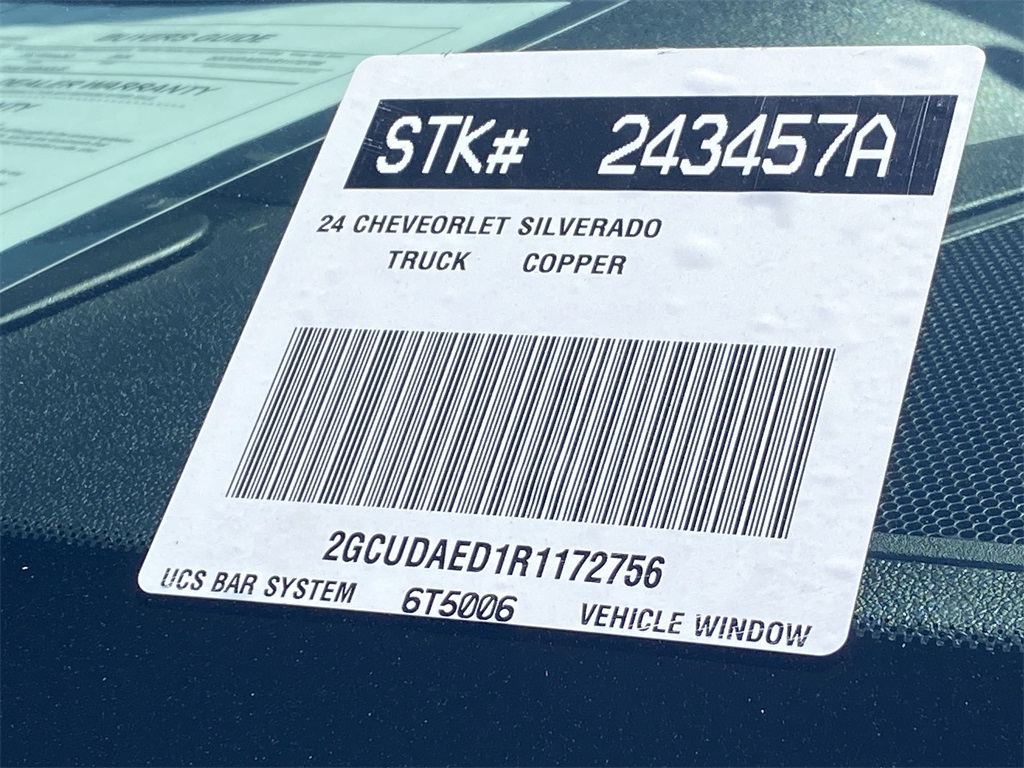 BUYERS GUIDE
DEALER WARRANTY
STK# 243457A
24 CHEVEORLET SILVERADO
TRUCK COPPER
2GCUDAED1R1172756
UCS BAR SYSTEM 6T5006 VEHICLE WINDOW